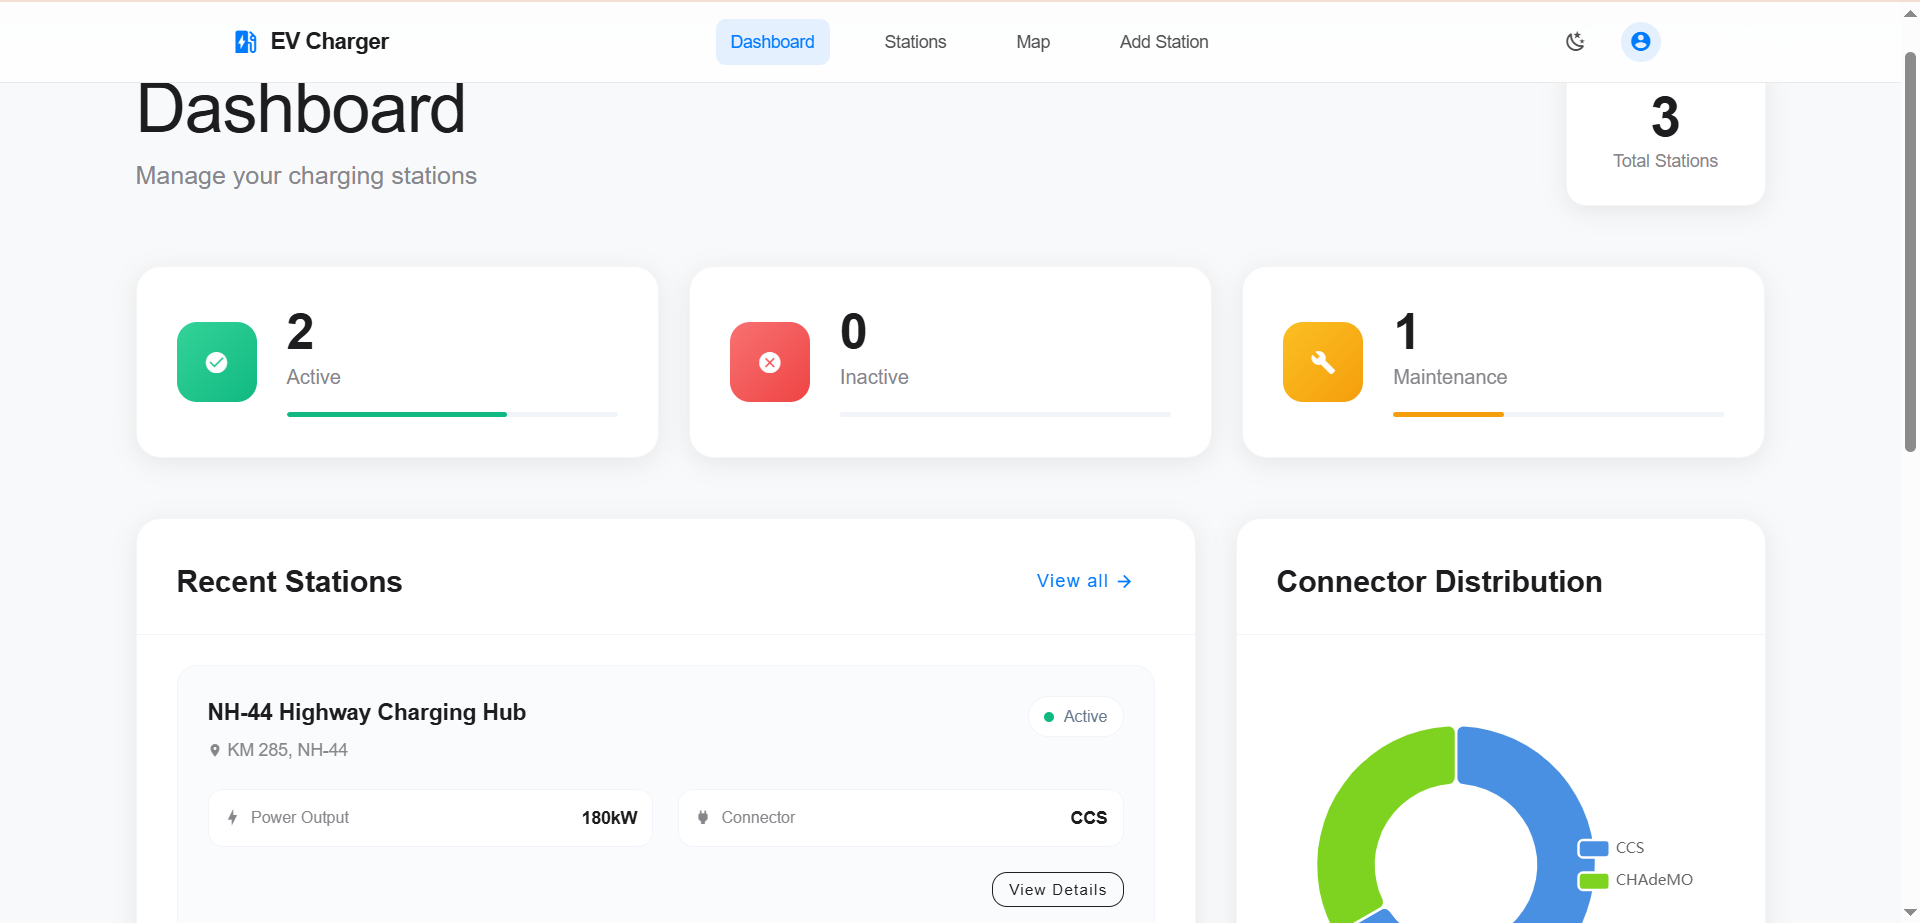 EV Charger
Dashboard
Stations
Map
Add Station
Dashboard
Manage your charging stations
3
Total Stations
2
Active
0
Inactive
1
Maintenance
Recent Stations
View all
Connector Distribution
NH-44 Highway Charging Hub
Active
KM 285, NH-44
Power Output
180kW
Connector
CCS
View Details
CCS
CHAdeMO